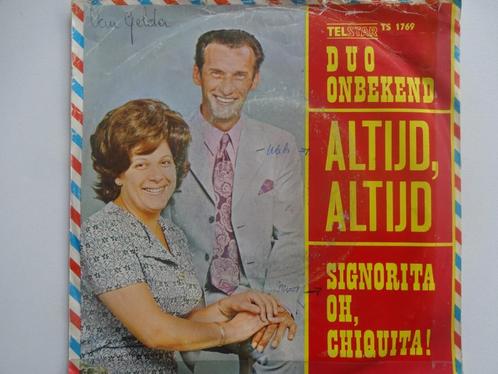 Van Gelder
TELSTAR TS 1769
DUO
ONBEKEND
ALTIJD,
ALTIJD
SIGNORITA
OH,
CHIQUITA!